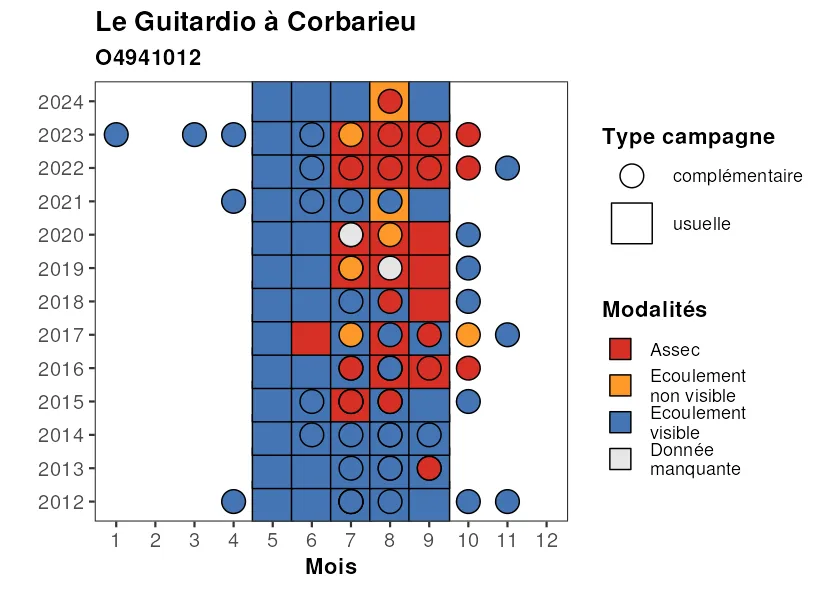 Le Guitardio à Corbarieu
O4941012
2024
2023
2022
2021
2020
2019
2018
2017
2016
2015
2014
2013
2012
1 2 3 4 5 6 7 8 9 10 11 12
Mois
Type campagne
complémentaire
usuelle
Modalités
Assec
Ecoulement
non visible
Ecoulement
visible
Donnée
manquante